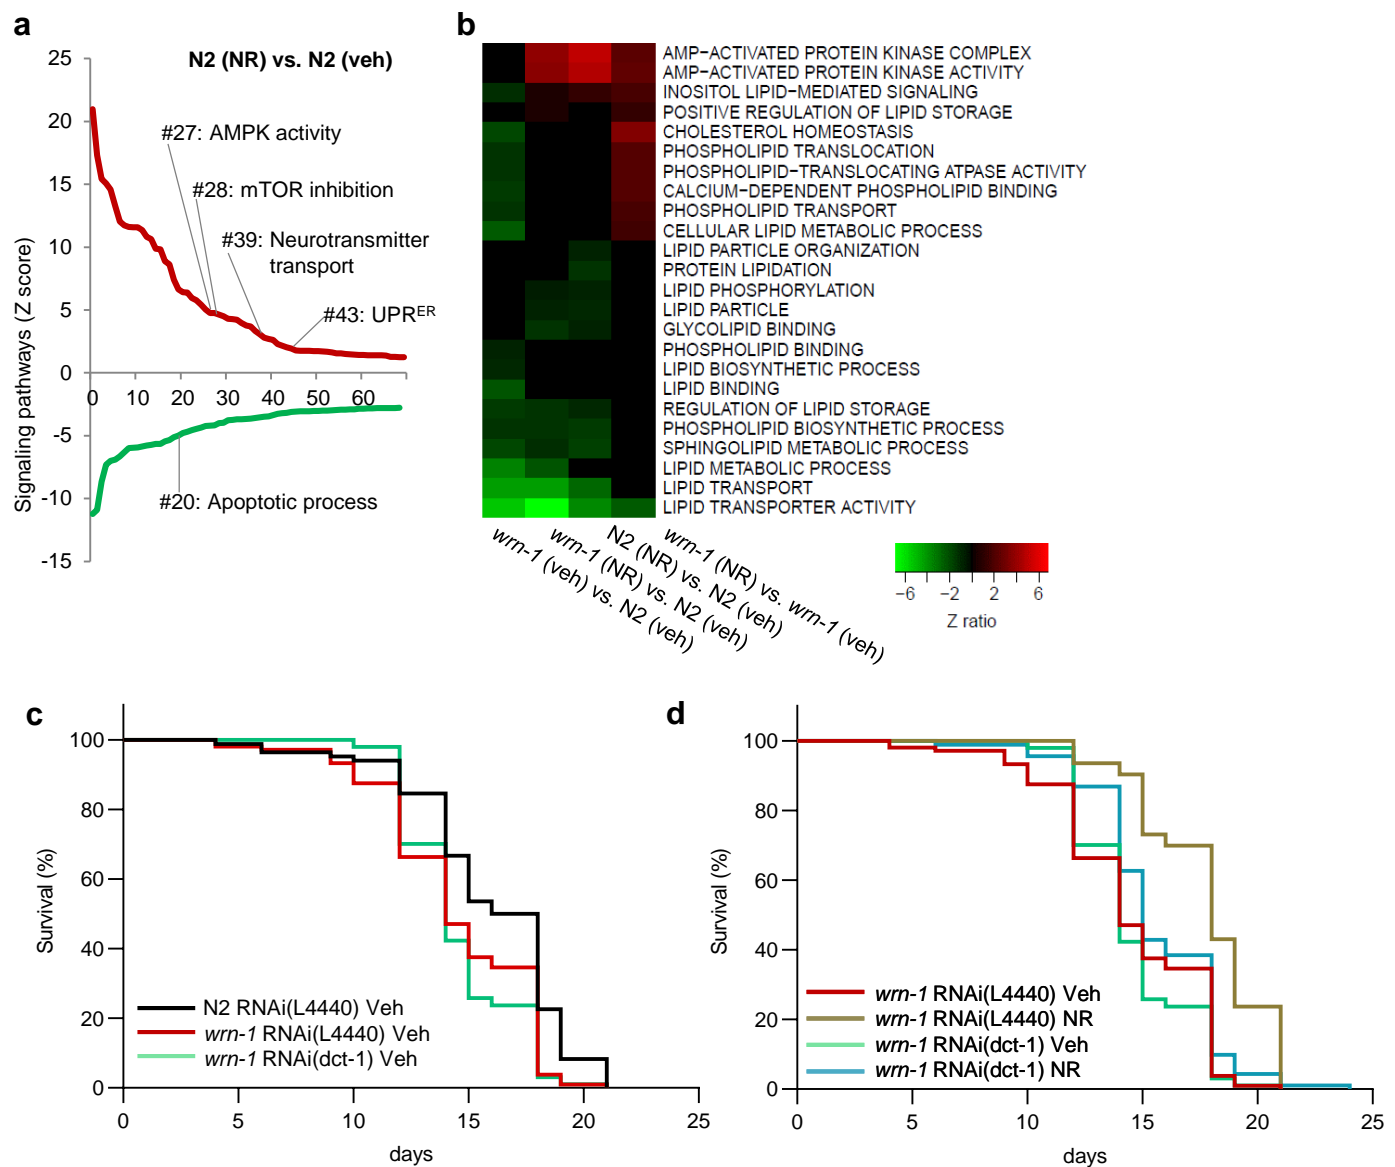 a
N2 (NR) vs. N2 (veh)
Signaling pathways (Z score)
25
20
15
10
5
0
-5
-10
-15
0 10 20 30 40 50 60
#27: AMPK activity
#28: mTOR inhibition
#39: Neurotransmitter
transport
#43: UPRER
#20: Apoptotic process
b
AMP−ACTIVATED PROTEIN KINASE COMPLEX
AMP−ACTIVATED PROTEIN KINASE ACTIVITY
INOSITOL LIPID−MEDIATED SIGNALING
POSITIVE REGULATION OF LIPID STORAGE
CHOLESTEROL HOMEOSTASIS
PHOSPHOLIPID TRANSLOCATION
PHOSPHOLIPID−TRANSLOCATING ATPASE ACTIVITY
CALCIUM−DEPENDENT PHOSPHOLIPID BINDING
PHOSPHOLIPID TRANSPORT
CELLULAR LIPID METABOLIC PROCESS
LIPID PARTICLE ORGANIZATION
PROTEIN LIPIDATION
LIPID PHOSPHORYLATION
LIPID PARTICLE
GLYCOLIPID BINDING
PHOSPHOLIPID BINDING
LIPID BIOSYNTHETIC PROCESS
LIPID BINDING
REGULATION OF LIPID STORAGE
PHOSPHOLIPID BIOSYNTHETIC PROCESS
SPHINGOLIPID METABOLIC PROCESS
LIPID METABOLIC PROCESS
LIPID TRANSPORT
LIPID TRANSPORTER ACTIVITY
wrn-1 (veh) vs. N2 (veh)
wrn-1 (NR) vs. N2 (veh)
N2 (NR) vs. N2 (veh)
wrn-1 (NR) vs. wrn-1 (veh)
−6 −2 2 6
Z ratio
c
Survival (%)
100
80
60
40
20
0
0 5 10 15 20 25
days
N2 RNAi(L4440) Veh
wrn-1 RNAi(L4440) Veh
wrn-1 RNAi(dct-1) Veh
d
Survival (%)
100
80
60
40
20
0
0 5 10 15 20 25
days
wrn-1 RNAi(L4440) Veh
wrn-1 RNAi(L4440) NR
wrn-1 RNAi(dct-1) Veh
wrn-1 RNAi(dct-1) NR